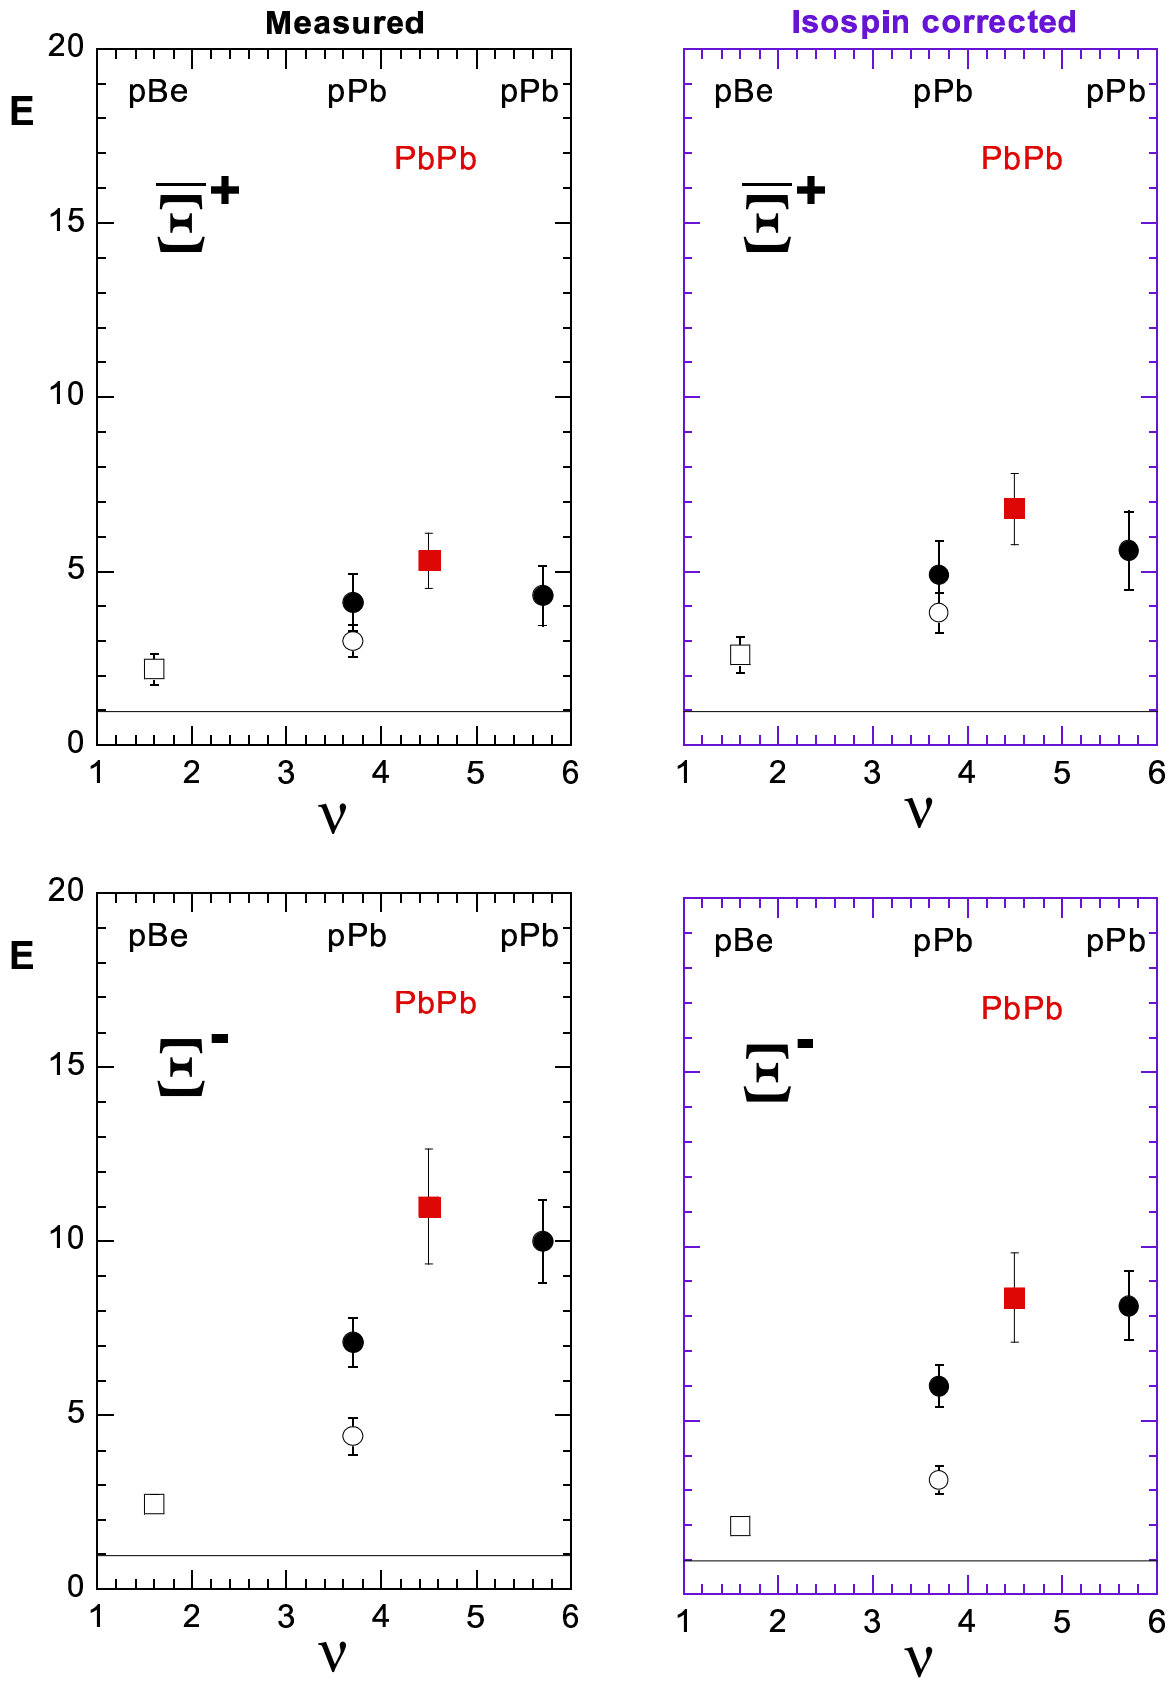 Measured Isospin corrected
20
pBe pPb pPb pBe pPb pPb
E
PbPb PbPb
Ξ̅⁺ Ξ̅⁺
15
10
5
0
1 2 3 4 5 6 1 2 3 4 5 6
ν ν
20
pBe pPb pPb pBe pPb pPb
E
PbPb PbPb
Ξ⁻ Ξ⁻
15
10
5
0
1 2 3 4 5 6 1 2 3 4 5 6
ν ν